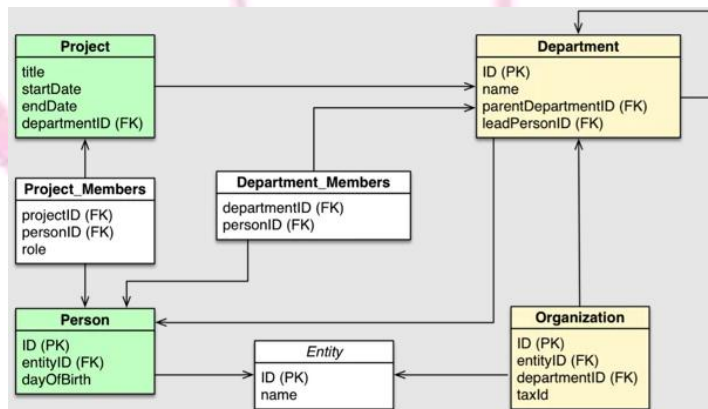 Project
title
startDate
endDate
departmentID (FK)
Department
ID (PK)
name
parentDepartmentID (FK)
leadPersonID (FK)
Project_Members
projectID (FK)
personID (FK)
role
Department_Members
departmentID (FK)
personID (FK)
Person
ID (PK)
entityID (FK)
dayOfBirth
Entity
ID (PK)
name
Organization
ID (PK)
entityID (FK)
departmentID (FK)
taxId